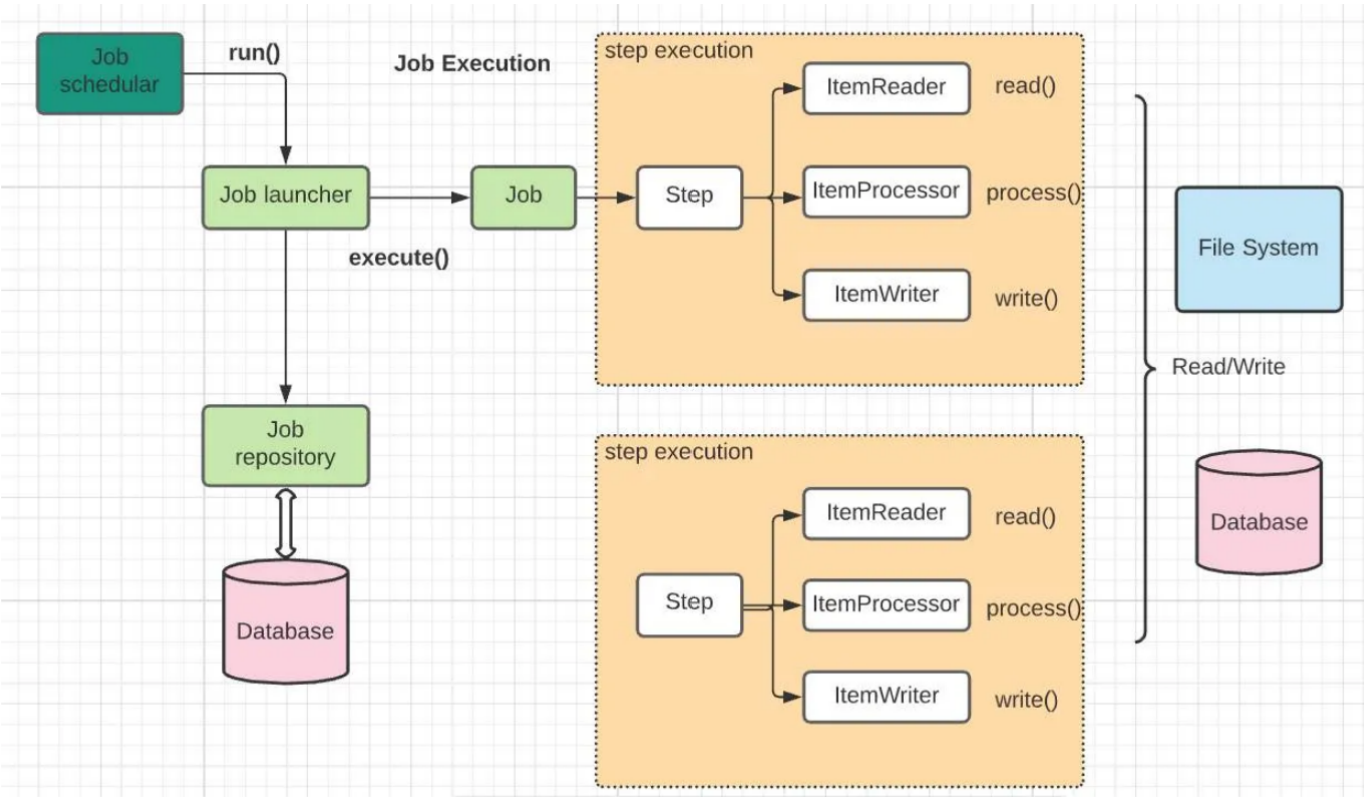 Job
schedular
run()
Job Execution
Job launcher
execute()
Job
Job
repository
Database
step execution
Step
ItemReader
read()
ItemProcessor
process()
ItemWriter
write()
step execution
Step
ItemReader
read()
ItemProcessor
process()
ItemWriter
write()
File System
Read/Write
Database